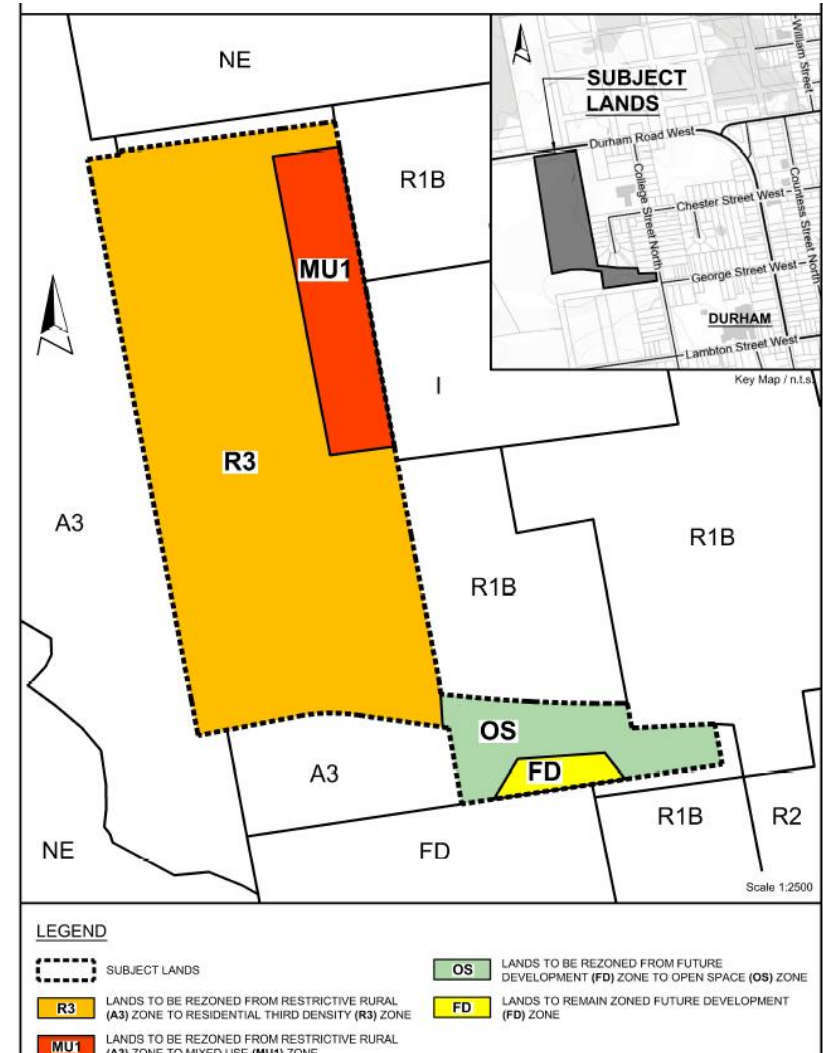 NE
R1B
MU1
I
R3
A3
R1B
R1B
OS
FD
A3
R1B
R2
NE
FD
Scale 1:2500
SUBJECT
LANDS
Durham Road West
William Street
College Street North
Chester Street West
Countess Street North
George Street West
DURHAM
Lambton Street West
Key Map / n.t.s.
LEGEND
SUBJECT LANDS
R3
LANDS TO BE REZONED FROM RESTRICTIVE RURAL
(A3) ZONE TO RESIDENTIAL THIRD DENSITY (R3) ZONE
MU1
LANDS TO BE REZONED FROM RESTRICTIVE RURAL
(A3) ZONE TO MIXED USE (MU1) ZONE
OS
LANDS TO BE REZONED FROM FUTURE
DEVELOPMENT (FD) ZONE TO OPEN SPACE (OS) ZONE
FD
LANDS TO REMAIN ZONED FUTURE DEVELOPMENT
(FD) ZONE